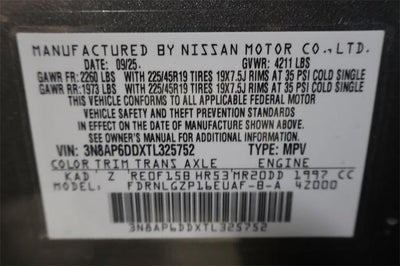 MANUFACTURED BY NISSAN MOTOR CO., LTD.
DATE: 09/25. GVWR: 4211 LBS
GAWR FR: 2260 LBS WITH 225/45R19 TIRES 19X7.5J RIMS AT 35 PSI COLD SINGLE
GAWR RR: 1973 LBS WITH 225/45R19 TIRES 19X7.5J RIMS AT 35 PSI COLD SINGLE
THIS VEHICLE CONFORMS TO ALL APPLICABLE FEDERAL MOTOR
VEHICLE SAFETY AND THEFT PREVENTION STANDARDS
IN EFFECT ON THE DATE OF MANUFACTURE SHOWN ABOVE.
SEE OWNER'S MANUAL FOR ADDITIONAL INFORMATION
VIN: 3N8AP6DDXTL325752 TYPE: MPV
COLOR TRIM TRANS AXLE ENGINE
KAD Z RE0F15B HR53 MR20DD 1997 CC
MODEL: FDRNLGZP16EUAF-B-A 4Z000
3N8AP6DDXTL325752